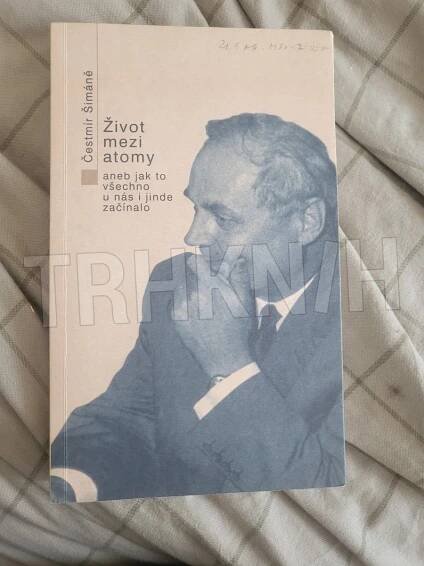 Čestmír Šimáně
Život
mezi
atomy
aneb jak to
všechno
u nás i jinde
začínalo
TRHKNIH